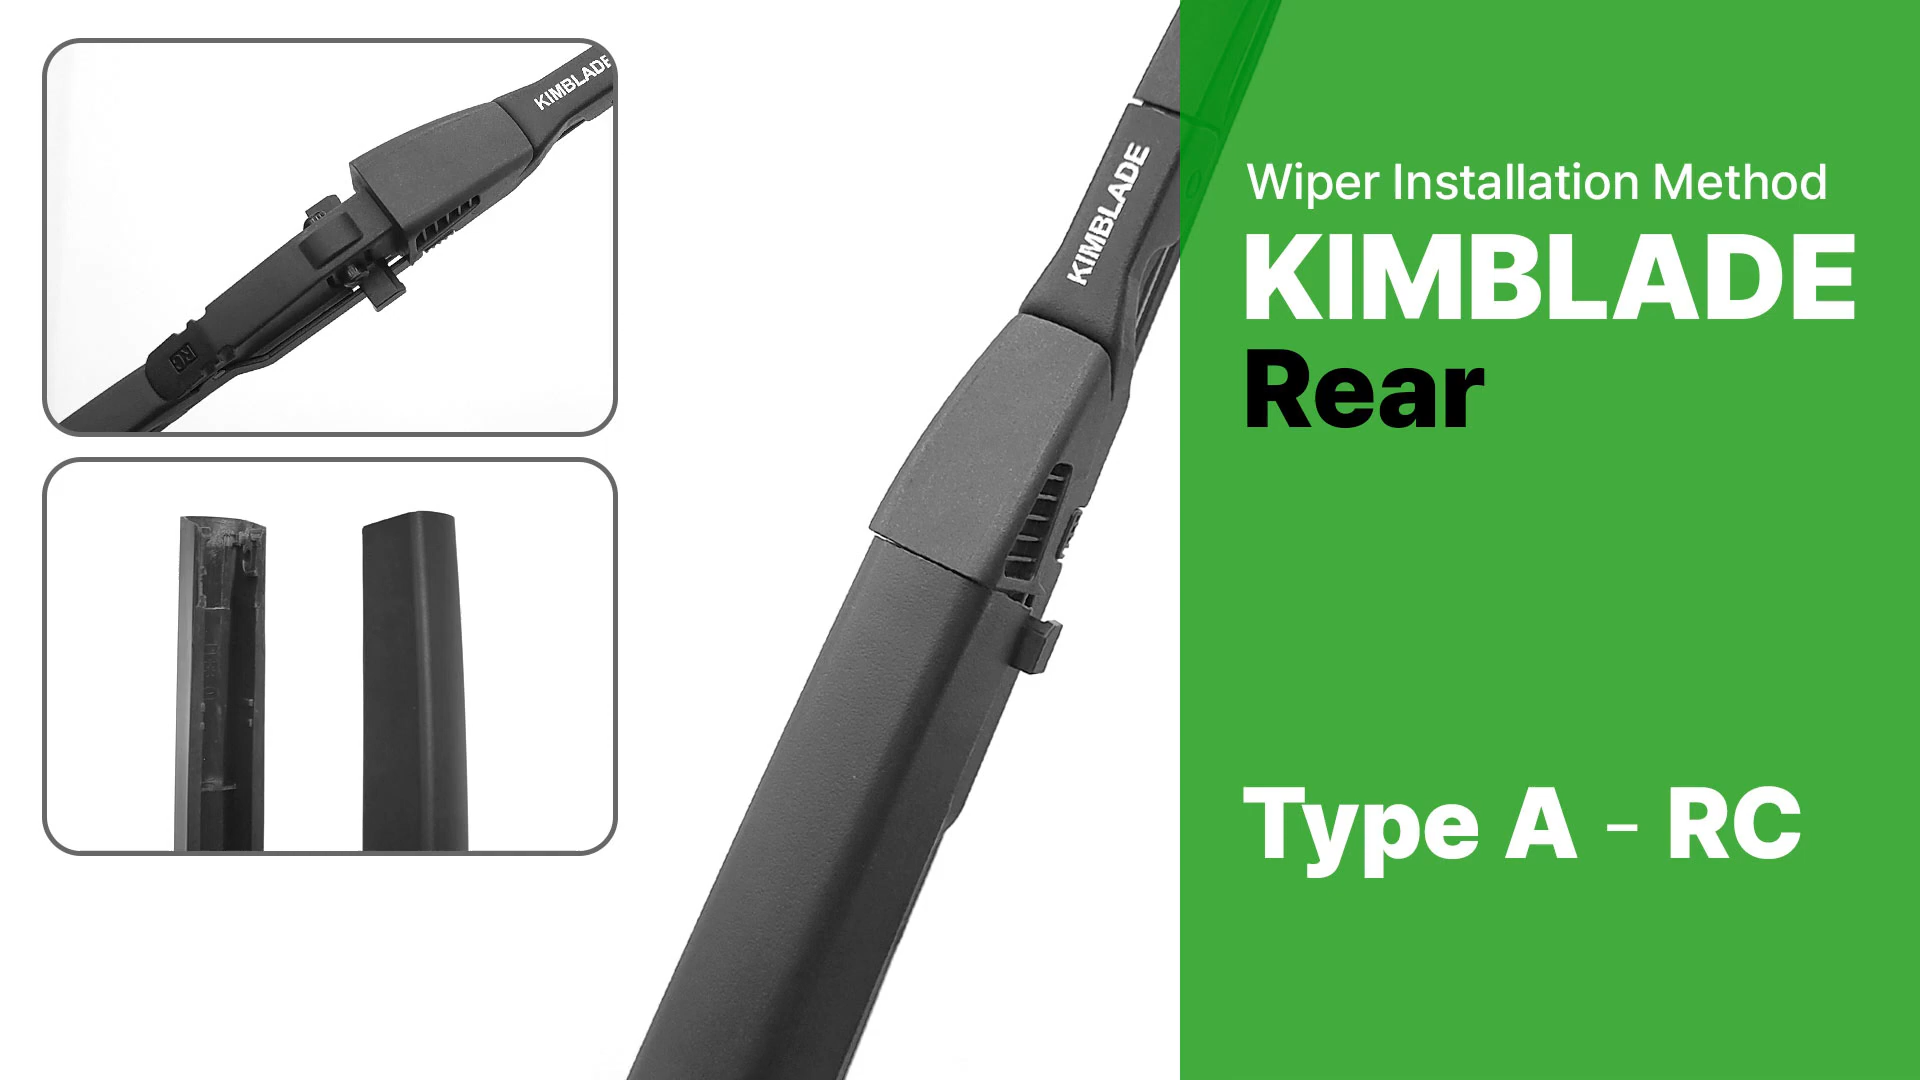 KIMBLADE
RC
KIMBLADE
Wiper Installation Method
KIMBLADE
Rear
Type A - RC